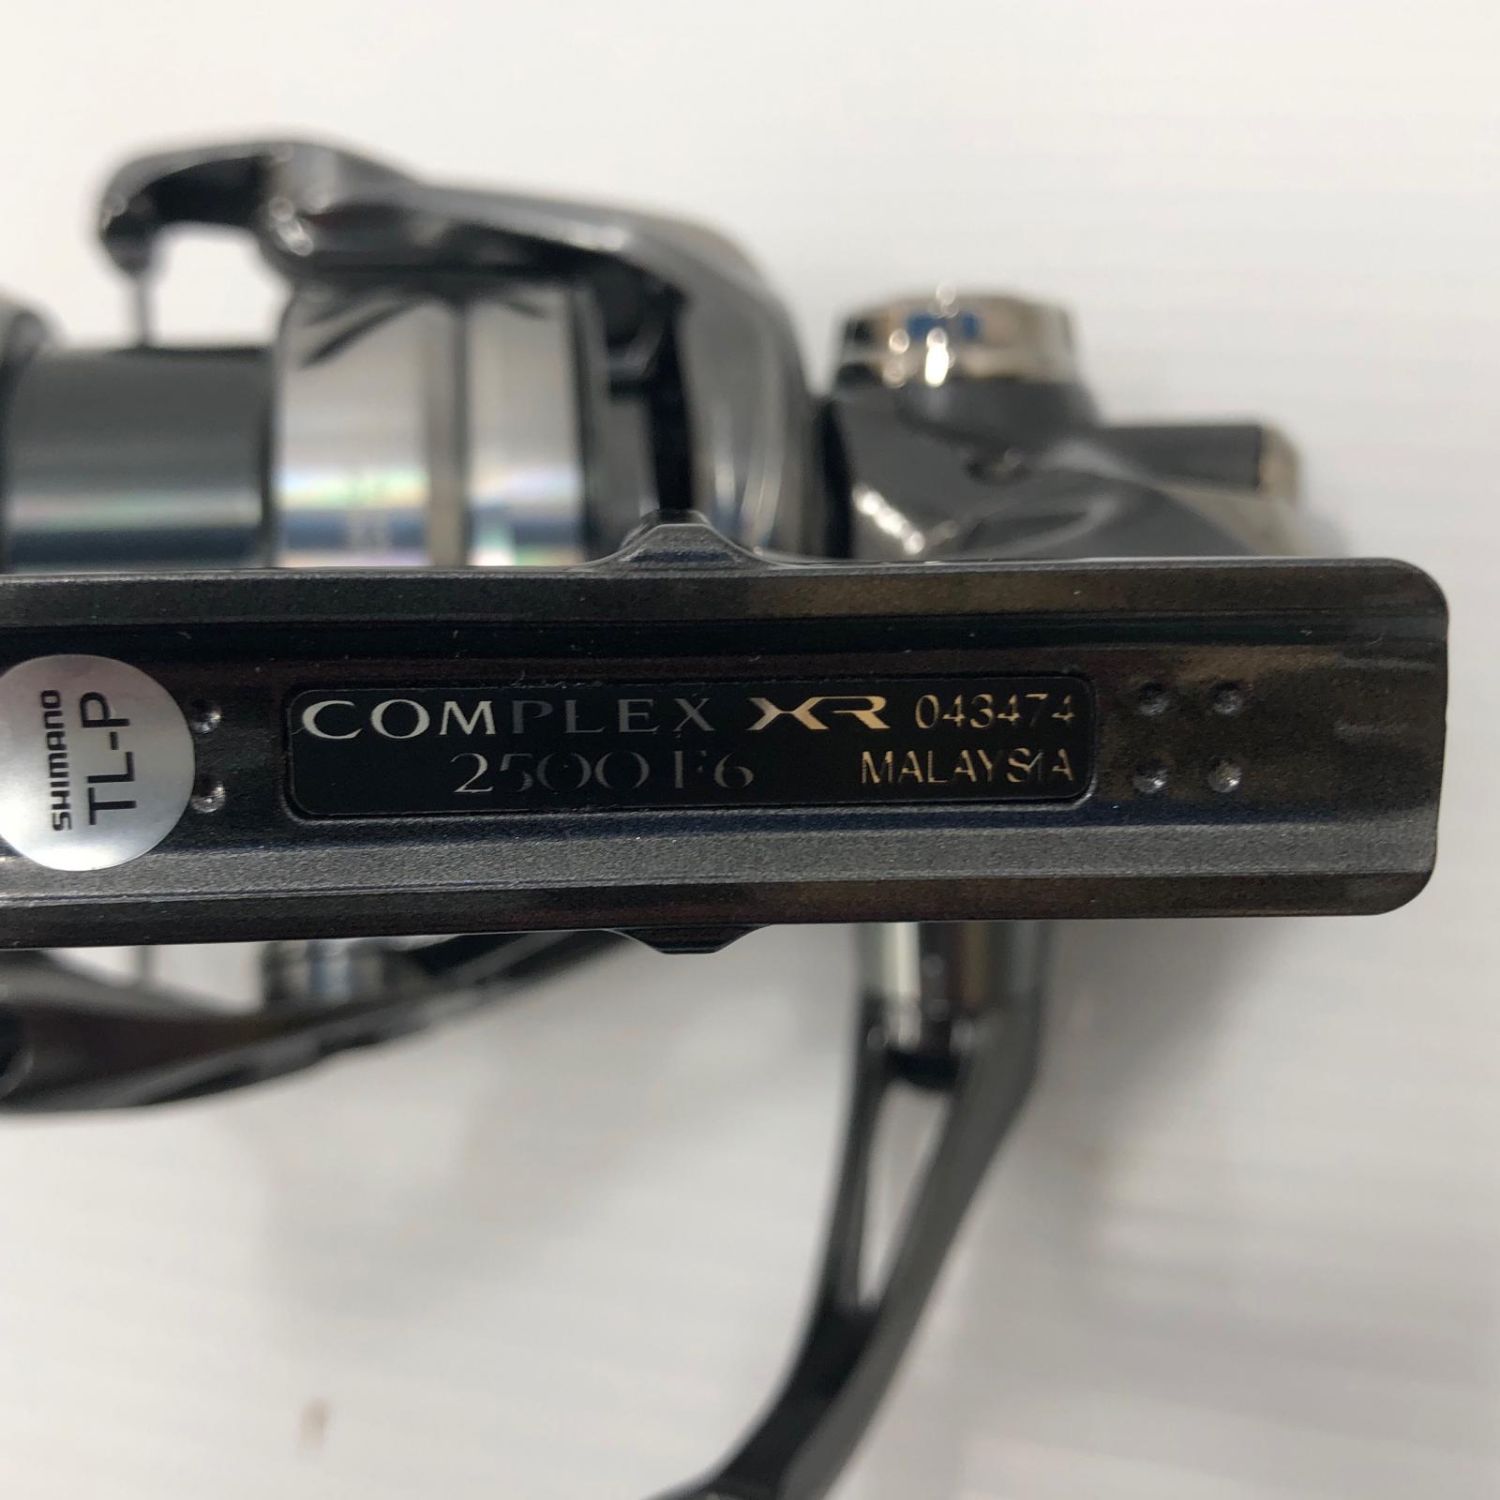 SHIMANO
TL-P
COMPLEX XR 043474
2500 F6 MALAYSIA